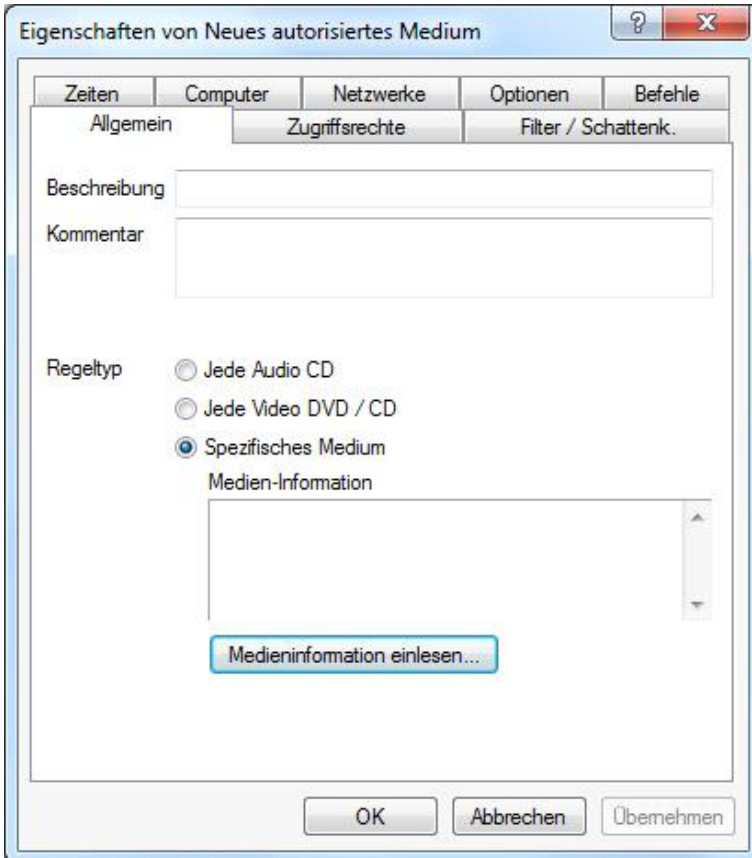 Eigenschaften von Neues autorisiertes Medium
?
Zeiten Computer Netzwerke Optionen Befehle
Allgemein Zugriffsrechte Filter / Schattenk.
Beschreibung
Kommentar
Regeltyp Jede Audio CD
Jede Video DVD / CD
Spezifisches Medium
Medien-Information
Medieninformation einlesen...
OK Abbrechen Übernehmen